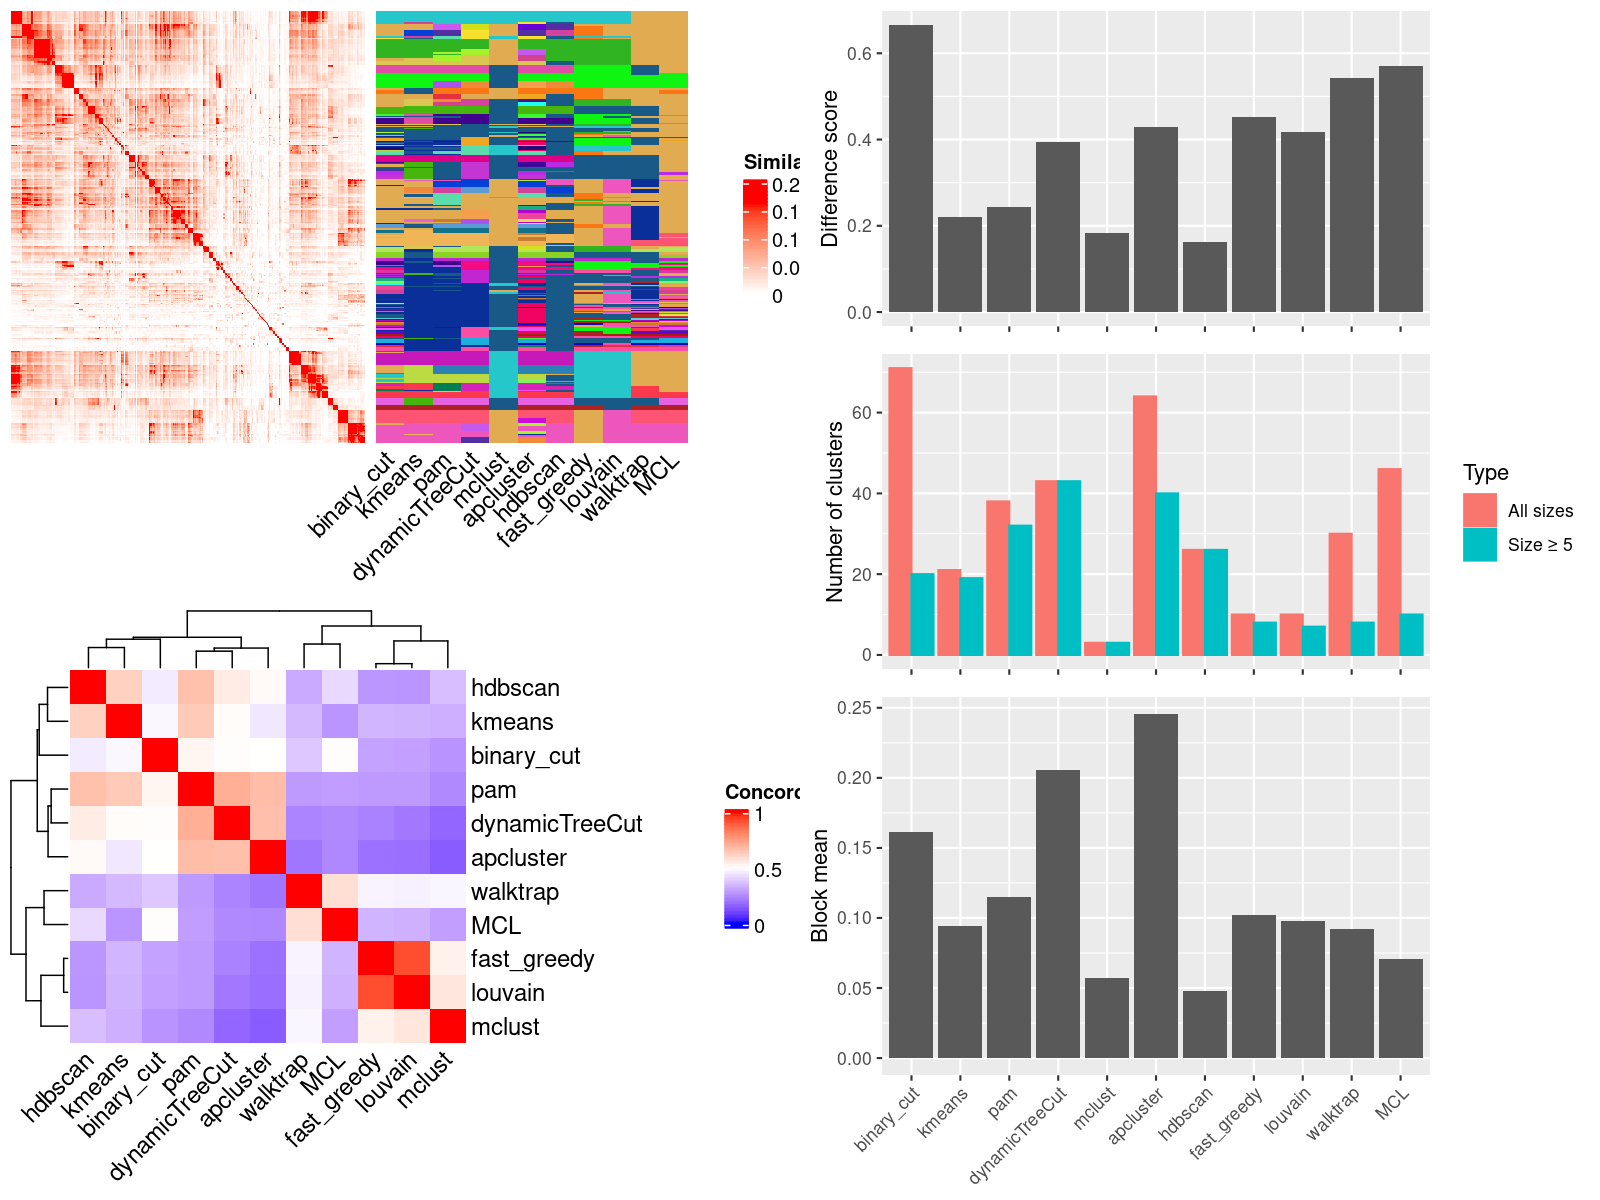 Simila
0.2
0.1
0.1
0.0
0
binary_cut
kmeans
pam
dynamicTreeCut
mclust
apcluster
hdbscan
fast_greedy
louvain
walktrap
MCL
hdbscan
kmeans
binary_cut
pam
dynamicTreeCut
apcluster
walktrap
MCL
fast_greedy
louvain
mclust
hdbscan
kmeans
binary_cut
pam
dynamicTreeCut
apcluster
walktrap
MCL
fast_greedy
louvain
mclust
Concord
1
0.5
0
Difference score
0.6
0.4
0.2
0.0
Number of clusters
60
40
20
0
Type
All sizes
Size ≥ 5
Block mean
0.25
0.20
0.15
0.10
0.05
0.00
binary_cut
kmeans
pam
dynamicTreeCut
mclust
apcluster
hdbscan
fast_greedy
louvain
walktrap
MCL